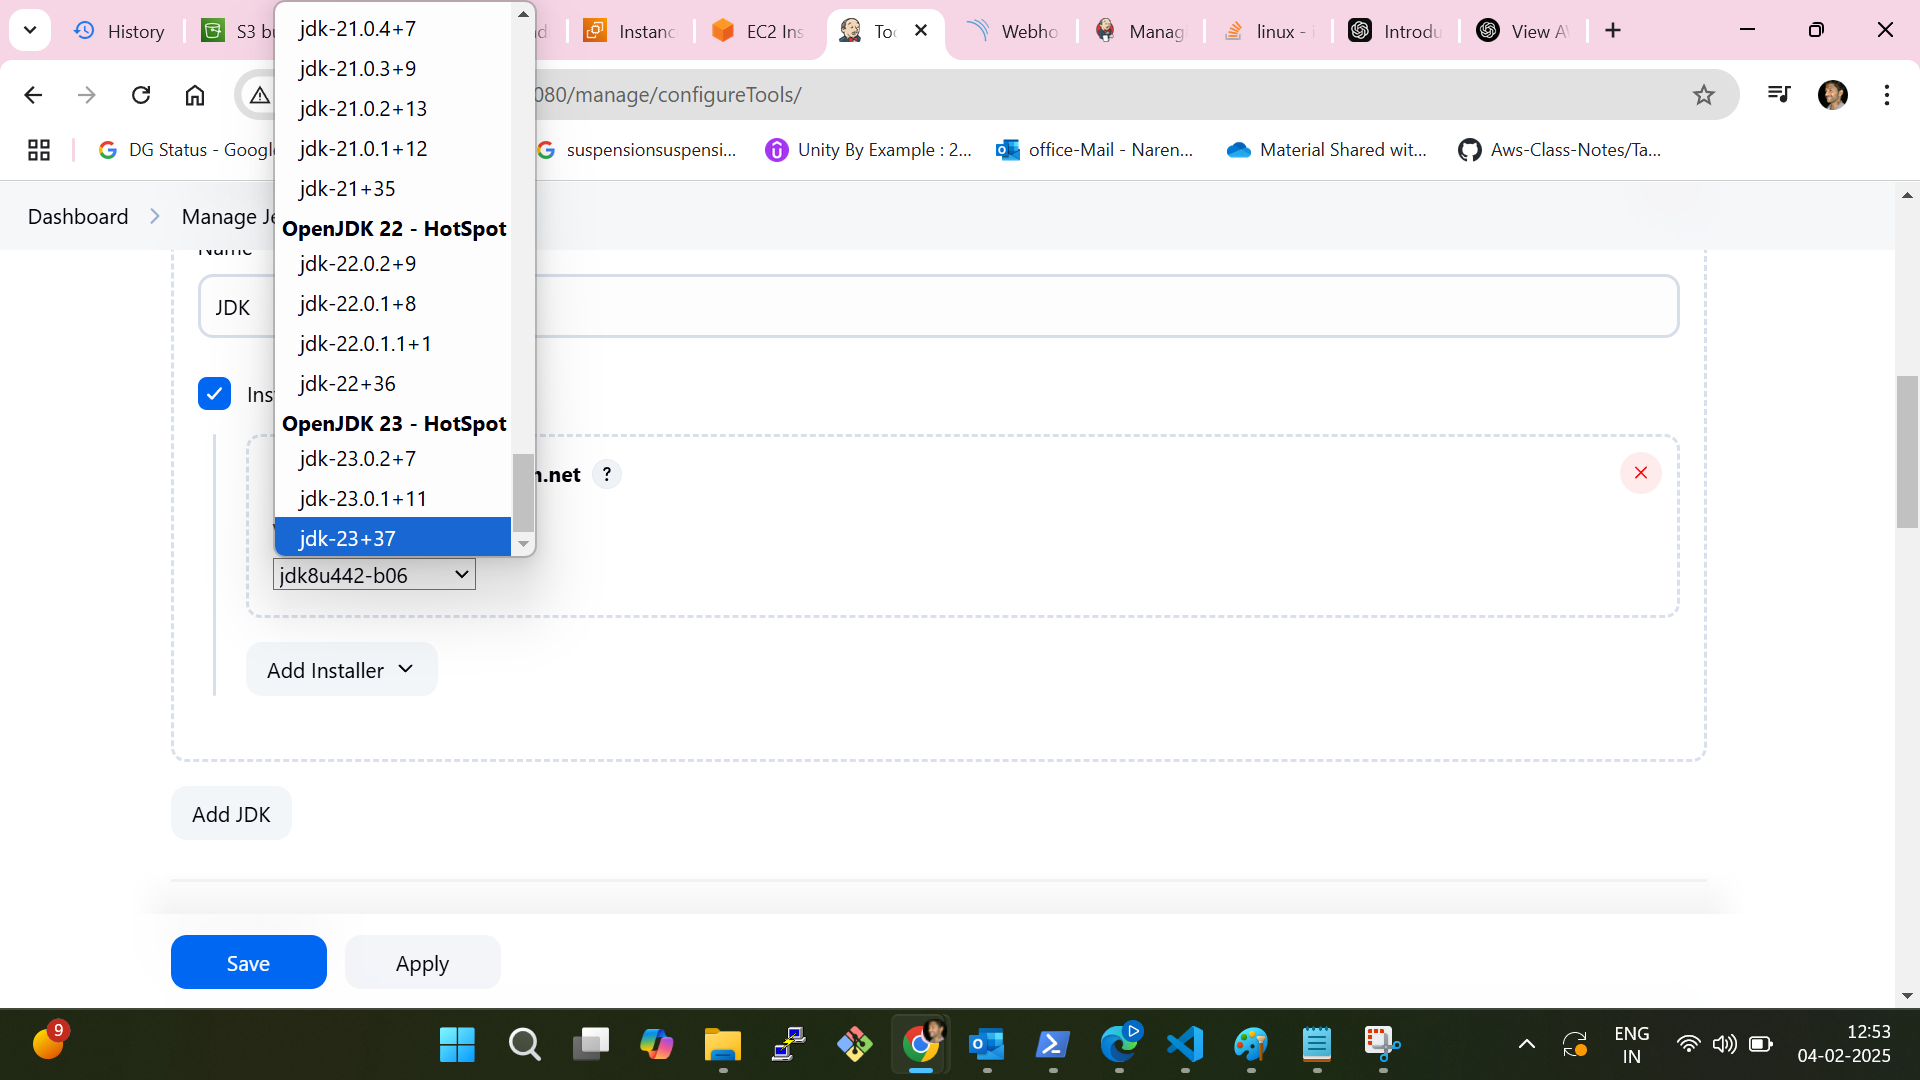 History
S3 bu
Instanc
EC2 Ins
Too
Webho
Manag
linux - i
Introdu
View A
080/manage/configureTools/
DG Status - Google
suspensionsuspensi...
Unity By Example : 2...
office-Mail - Naren...
Material Shared wit...
Aws-Class-Notes/Ta...
Dashboard
Manage Je
jdk-21.0.4+7
jdk-21.0.3+9
jdk-21.0.2+13
jdk-21.0.1+12
jdk-21+35
OpenJDK 22 - HotSpot
jdk-22.0.2+9
jdk-22.0.1+8
jdk-22.0.1.1+1
jdk-22+36
OpenJDK 23 - HotSpot
jdk-23.0.2+7
jdk-23.0.1+11
jdk-23+37
Name
JDK
Ins
n.net ?
jdk8u442-b06
Add Installer
Add JDK
Save
Apply
9
ENG
IN
12:53
04-02-2025